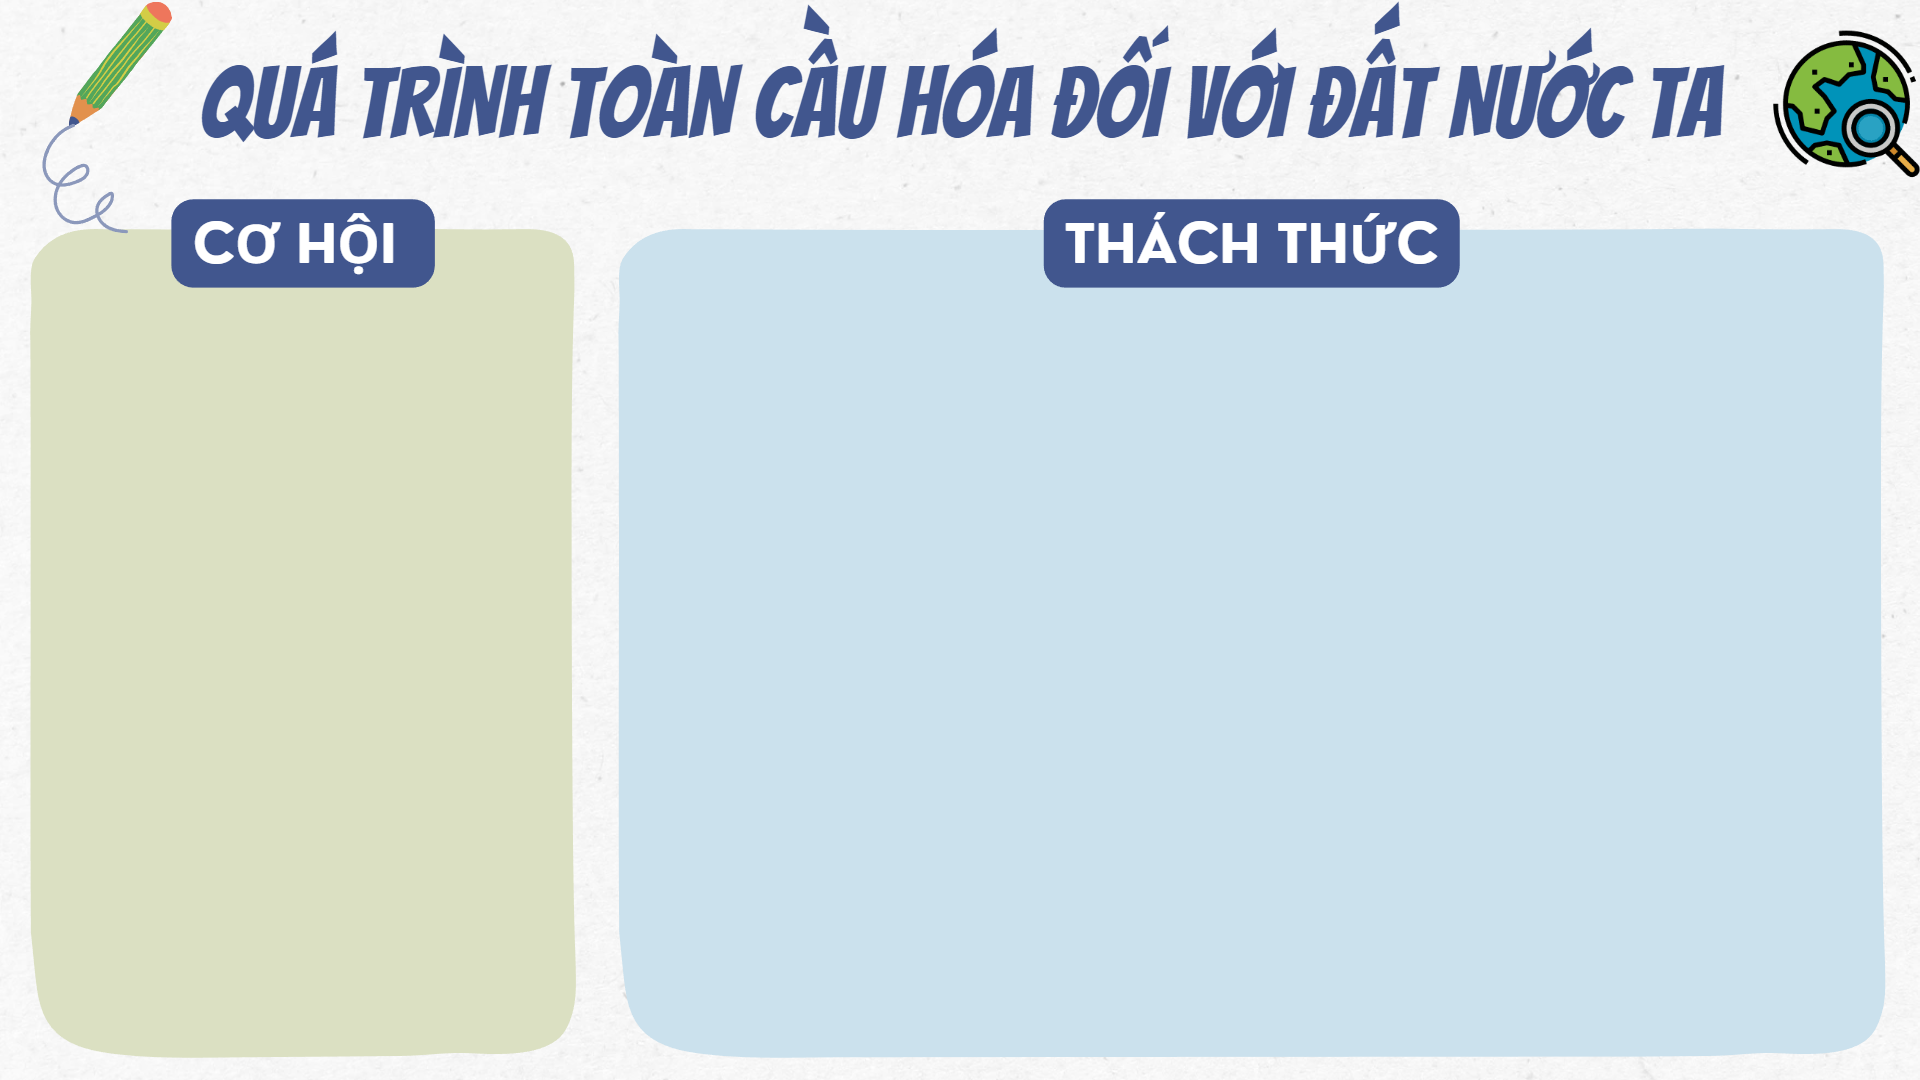 QUÁ TRÌNH TOÀN CẦU HÓA ĐỐI VỚI ĐẤT NƯỚC TA
CƠ HỘI
THÁCH THỨC